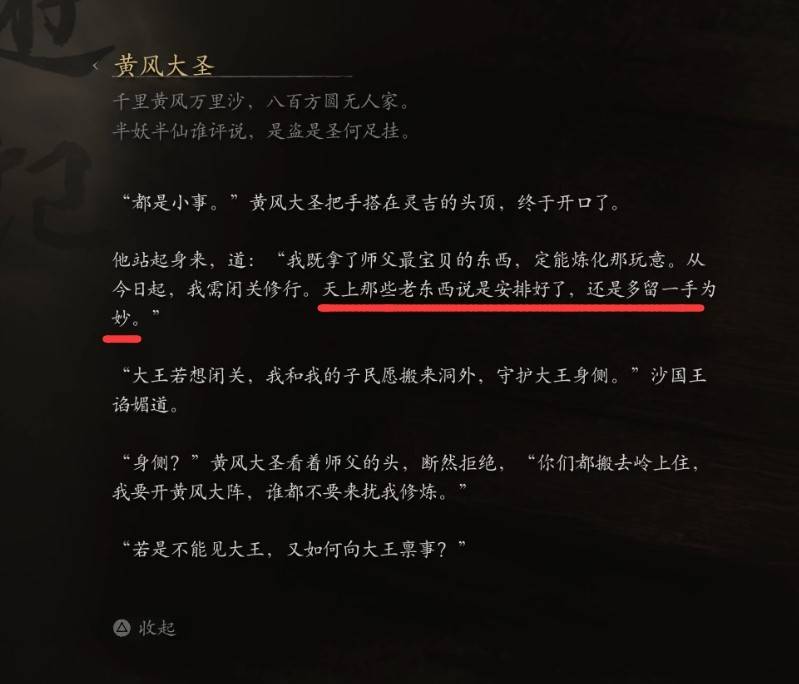 遊
记
黄风大圣
千里黄风万里沙，八百方圆无人家。
半妖半仙谁评说，是盗是圣何足挂。
“都是小事。”黄风大圣把手搭在灵吉的头顶，终于开口了。
他站起身来，道：“我既拿了师父最宝贝的东西，定能炼化那玩意。从
今日起，我需闭关修行。天上那些老东西说是安排好了，还是多留一手为
妙。”
“大王若想闭关，我和我的子民愿搬来洞外，守护大王身侧。”沙国王
谄媚道。
“身侧？”黄风大圣看着师父的头，断然拒绝，“你们都搬去岭上住，
我要开黄风大阵，谁都不要来扰我修炼。”
“若是不能见大王，又如何向大王禀事？”
收起